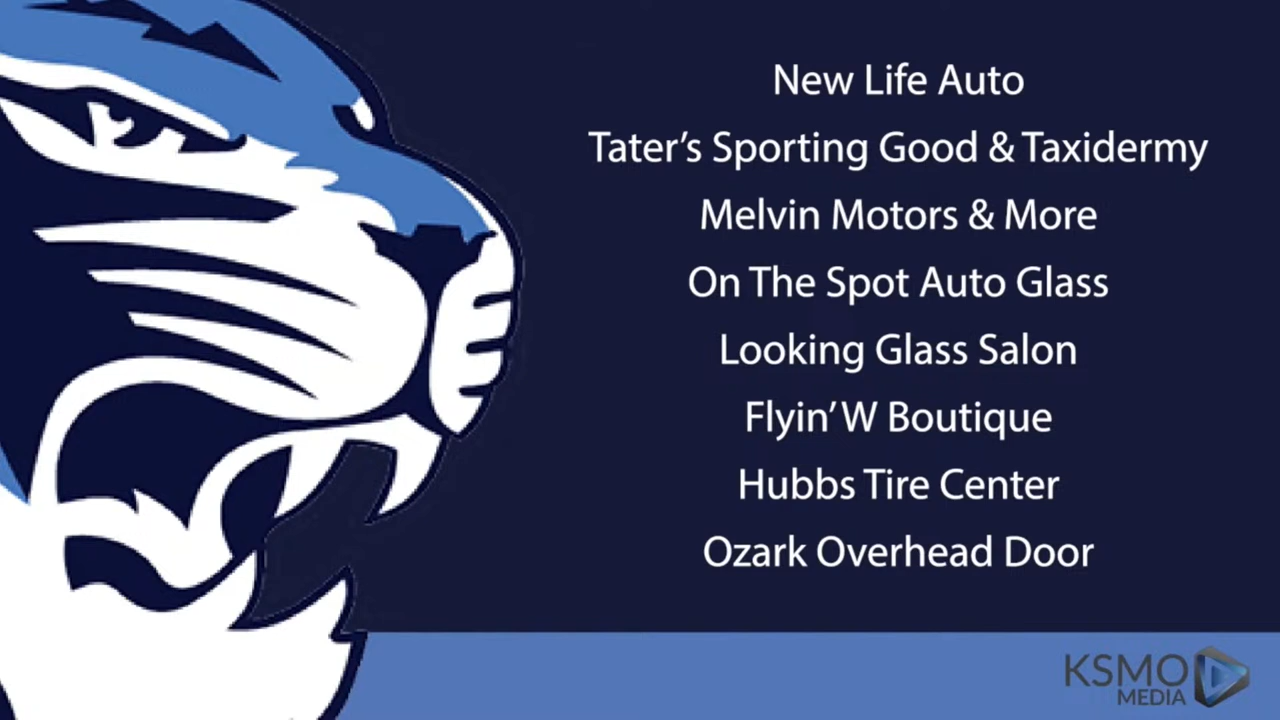 New Life Auto
Tater's Sporting Good & Taxidermy
Melvin Motors & More
On The Spot Auto Glass
Looking Glass Salon
Flyin' W Boutique
Hubbs Tire Center
Ozark Overhead Door
KSMO
MEDIA